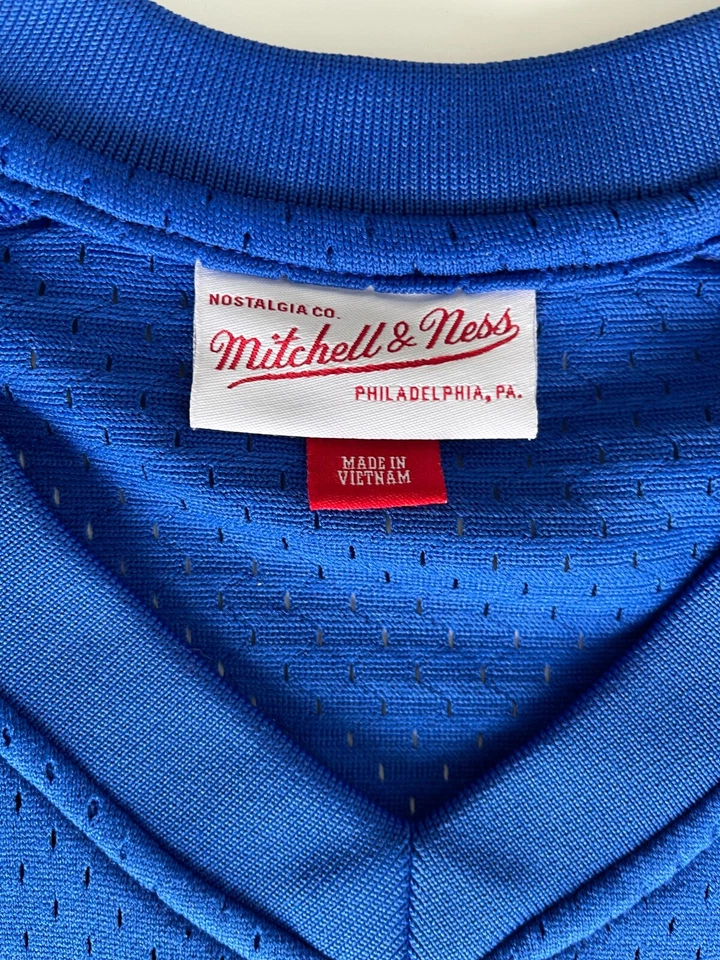 NOSTALGIA CO.
Mitchell & Ness
PHILADELPHIA, PA.
MADE IN
VIETNAM